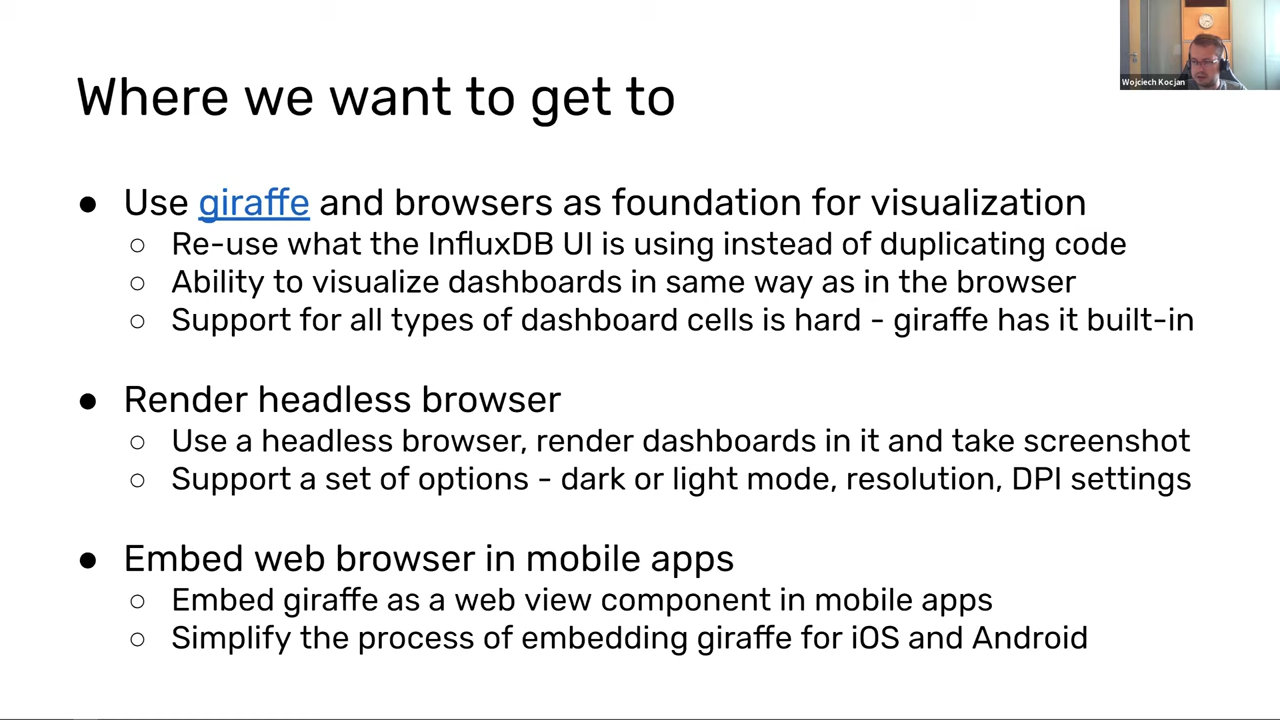 Wojciech Kocjan
Where we want to get to
● Use giraffe and browsers as foundation for visualization
○ Re-use what the InfluxDB UI is using instead of duplicating code
○ Ability to visualize dashboards in same way as in the browser
○ Support for all types of dashboard cells is hard - giraffe has it built-in
● Render headless browser
○ Use a headless browser, render dashboards in it and take screenshot
○ Support a set of options - dark or light mode, resolution, DPI settings
● Embed web browser in mobile apps
○ Embed giraffe as a web view component in mobile apps
○ Simplify the process of embedding giraffe for iOS and Android